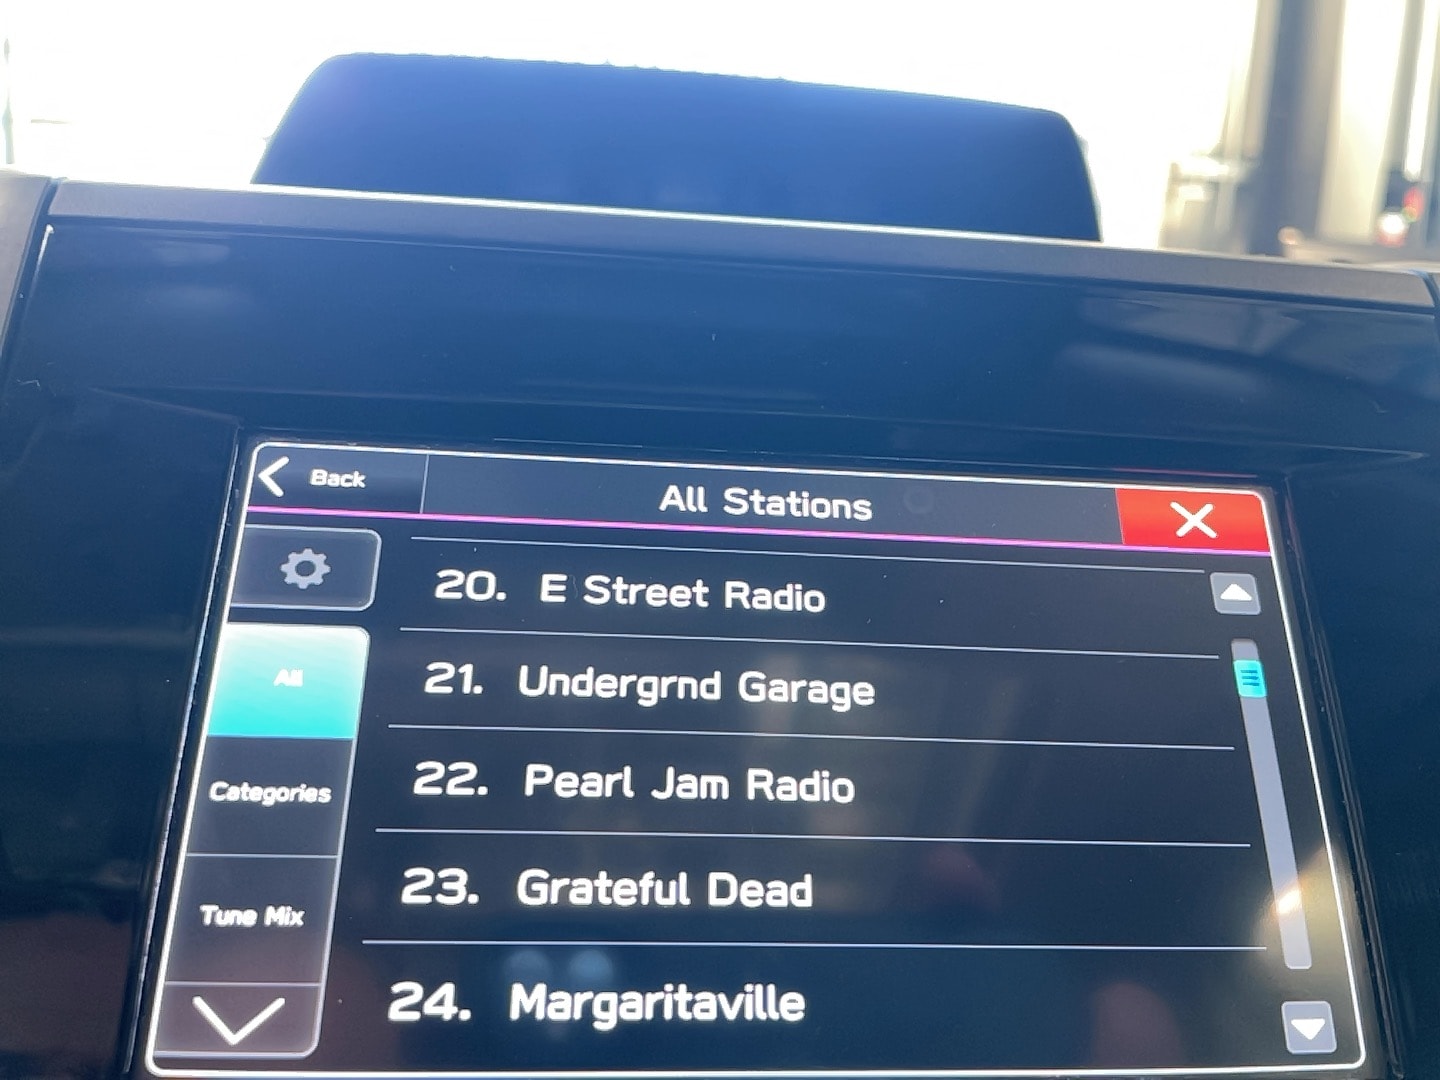 Back
All Stations
All
Categories
Tune Mix
20. E Street Radio
21. Undergrnd Garage
22. Pearl Jam Radio
23. Grateful Dead
24. Margaritaville